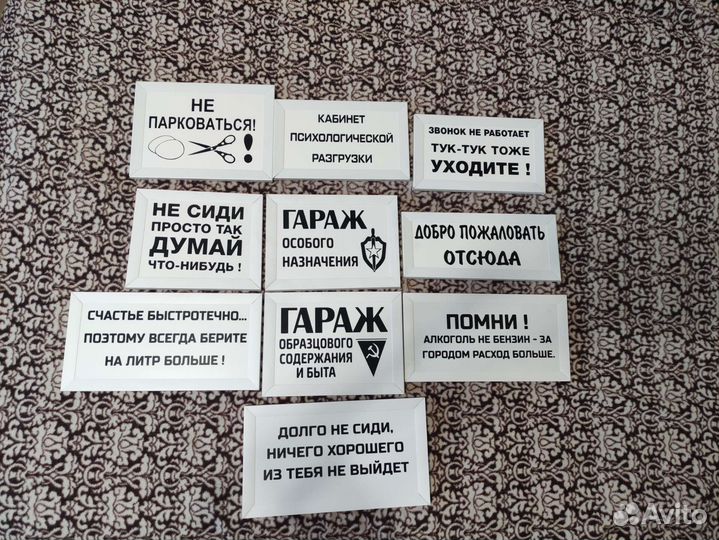 НЕ
ПАРКОВАТЬСЯ!
КАБИНЕТ
ПСИХОЛОГИЧЕСКОЙ
РАЗГРУЗКИ
ЗВОНОК НЕ РАБОТАЕТ
ТУК-ТУК ТОЖЕ
УХОДИТЕ !
НЕ СИДИ
ПРОСТО ТАК
ДУМАЙ
ЧТО-НИБУДЬ !
ГАРАЖ
ОСОБОГО
НАЗНАЧЕНИЯ
ДОБРО ПОЖАЛОВАТЬ
ОТСЮДА
СЧАСТЬЕ БЫСТРОТЕЧНО...
ПОЭТОМУ ВСЕГДА БЕРИТЕ
НА ЛИТР БОЛЬШЕ !
ГАРАЖ
ОБРАЗЦОВОГО
СОДЕРЖАНИЯ
И БЫТА
ПОМНИ !
АЛКОГОЛЬ НЕ БЕНЗИН - ЗА
ГОРОДОМ РАСХОД БОЛЬШЕ.
ДОЛГО НЕ СИДИ,
НИЧЕГО ХОРОШЕГО
ИЗ ТЕБЯ НЕ ВЫЙДЕТ
Avito